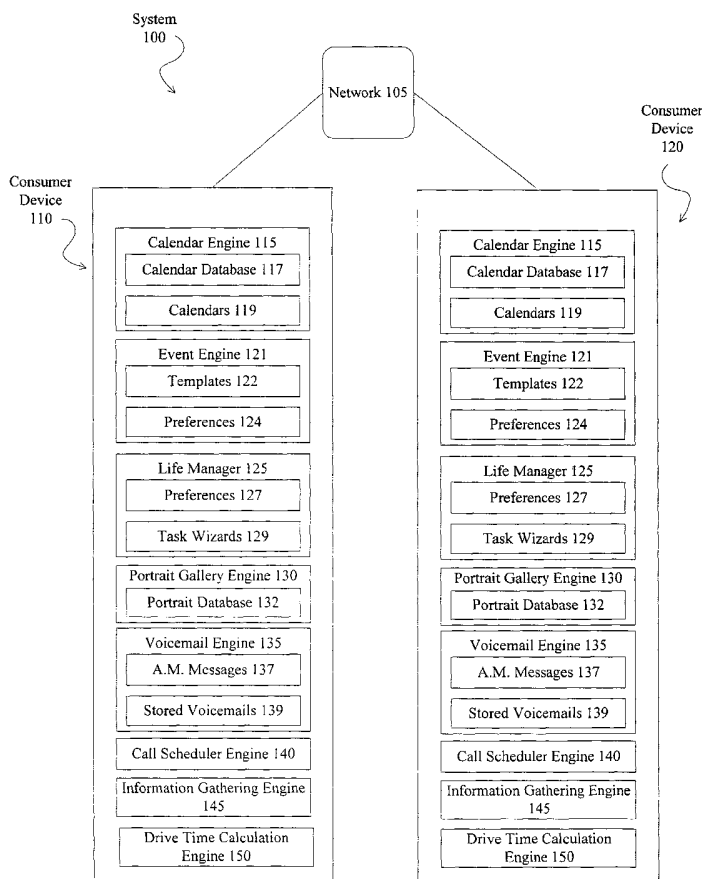 System
100
Network 105
Consumer
Device
120
Consumer
Device
110
Calendar Engine 115
Calendar Database 117
Calendars 119
Event Engine 121
Templates 122
Preferences 124
Life Manager 125
Preferences 127
Task Wizards 129
Portrait Gallery Engine 130
Portrait Database 132
Voicemail Engine 135
A.M. Messages 137
Stored Voicemails 139
Call Scheduler Engine 140
Information Gathering Engine
145
Drive Time Calculation
Engine 150
Calendar Engine 115
Calendar Database 117
Calendars 119
Event Engine 121
Templates 122
Preferences 124
Life Manager 125
Preferences 127
Task Wizards 129
Portrait Gallery Engine 130
Portrait Database 132
Voicemail Engine 135
A.M. Messages 137
Stored Voicemails 139
Call Scheduler Engine 140
Information Gathering Engine
145
Drive Time Calculation
Engine 150